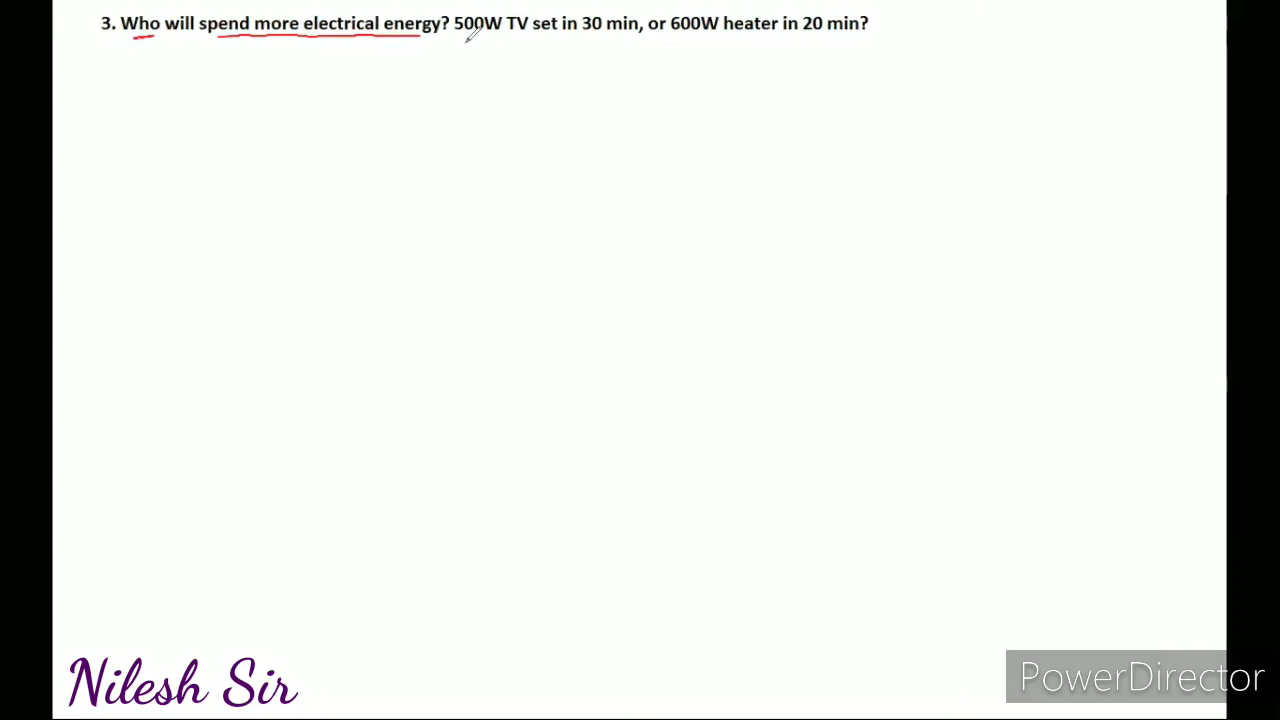 3. Who will spend more electrical energy? 500W TV set in 30 min, or 600W heater in 20 min?
Nilesh Sir
PowerDirector